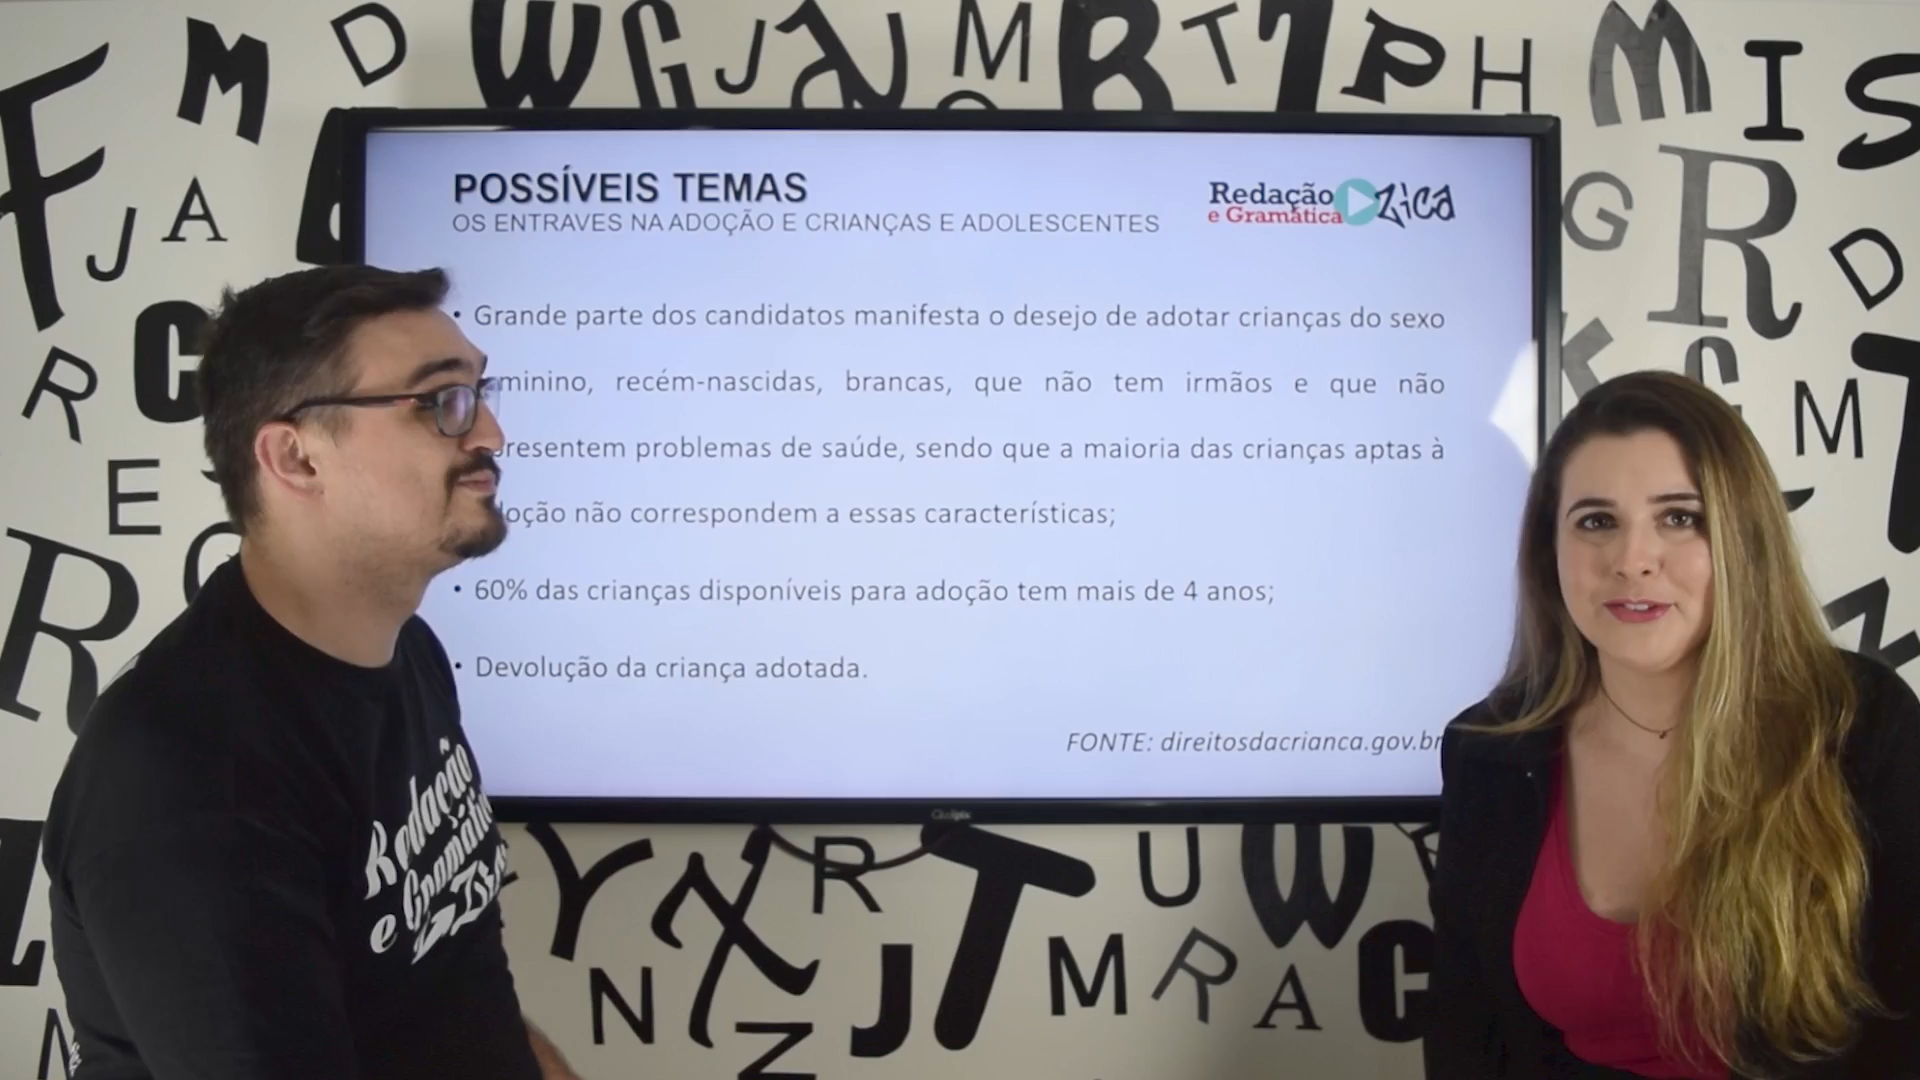 POSSÍVEIS TEMAS
OS ENTRAVES NA ADOÇÃO E CRIANÇAS E ADOLESCENTES
Redação
e Gramática
Zica
• Grande parte dos candidatos manifesta o desejo de adotar crianças do sexo
recém-nascidas, brancas, que não tem irmãos e que não
problemas de saúde, sendo que a maioria das crianças aptas à
não correspondem a essas características;
• 60% das crianças disponíveis para adoção tem mais de 4 anos;
• Devolução da criança adotada.
FONTE: direitosdacrianca.gov.br
Redação
e Gramática
Zica